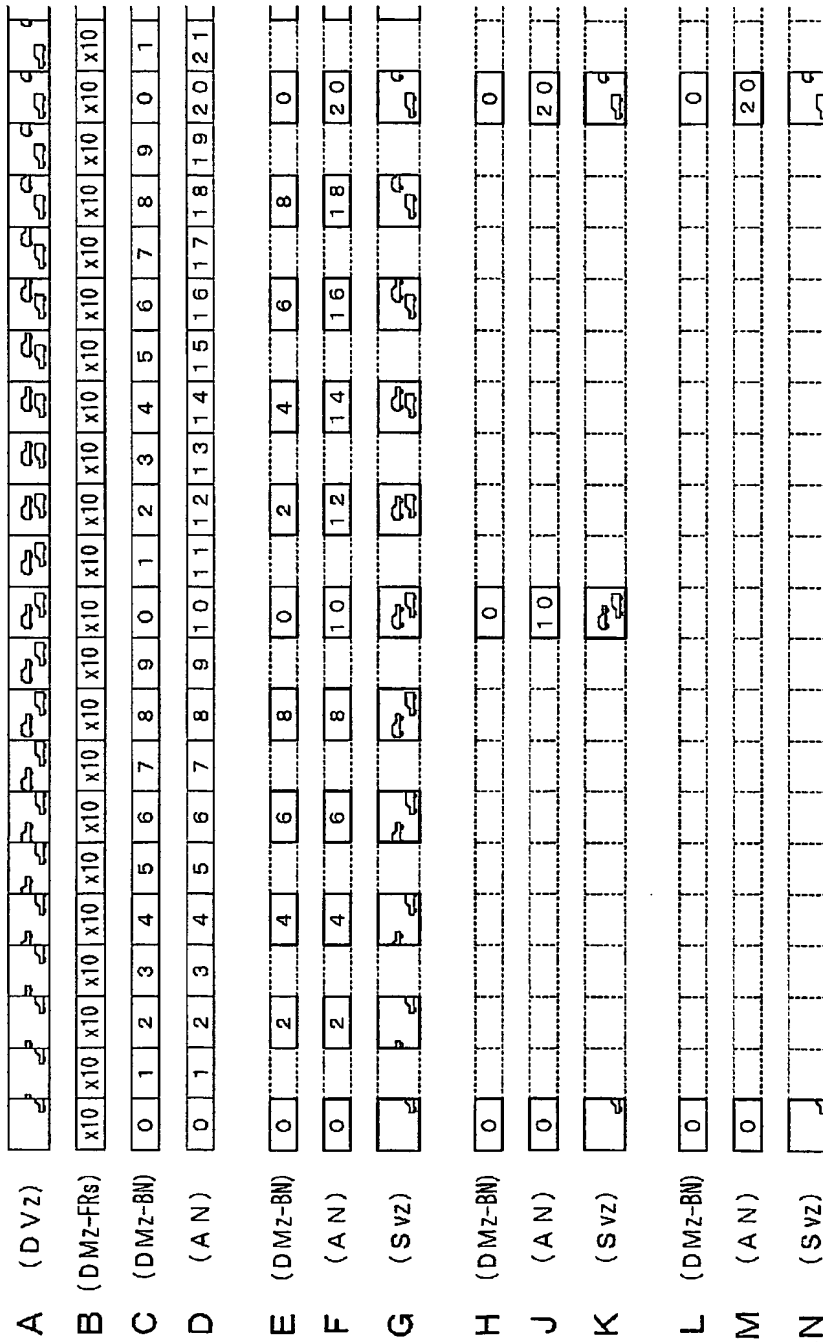 A (DVz)
B (DMz-FRs) x10 x10 x10 x10 x10 x10 x10 x10 x10 x10 x10 x10 x10 x10 x10 x10 x10 x10 x10 x10 x10 x10
C (DMz-BN) 0 1 2 3 4 5 6 7 8 9 0 1 2 3 4 5 6 7 8 9 0 1
D (AN) 0 1 2 3 4 5 6 7 8 9 10 11 12 13 14 15 16 17 18 19 20 21
E (DMz-BN) 0 2 4 6 8 0 2 4 6 8 0
F (AN) 0 2 4 6 8 10 12 14 16 18 20
G (Svz)
H (DMz-BN) 0 0 0
J (AN) 0 10 20
K (Svz)
L (DMz-BN) 0 0
M (AN) 0 20
N (Svz)